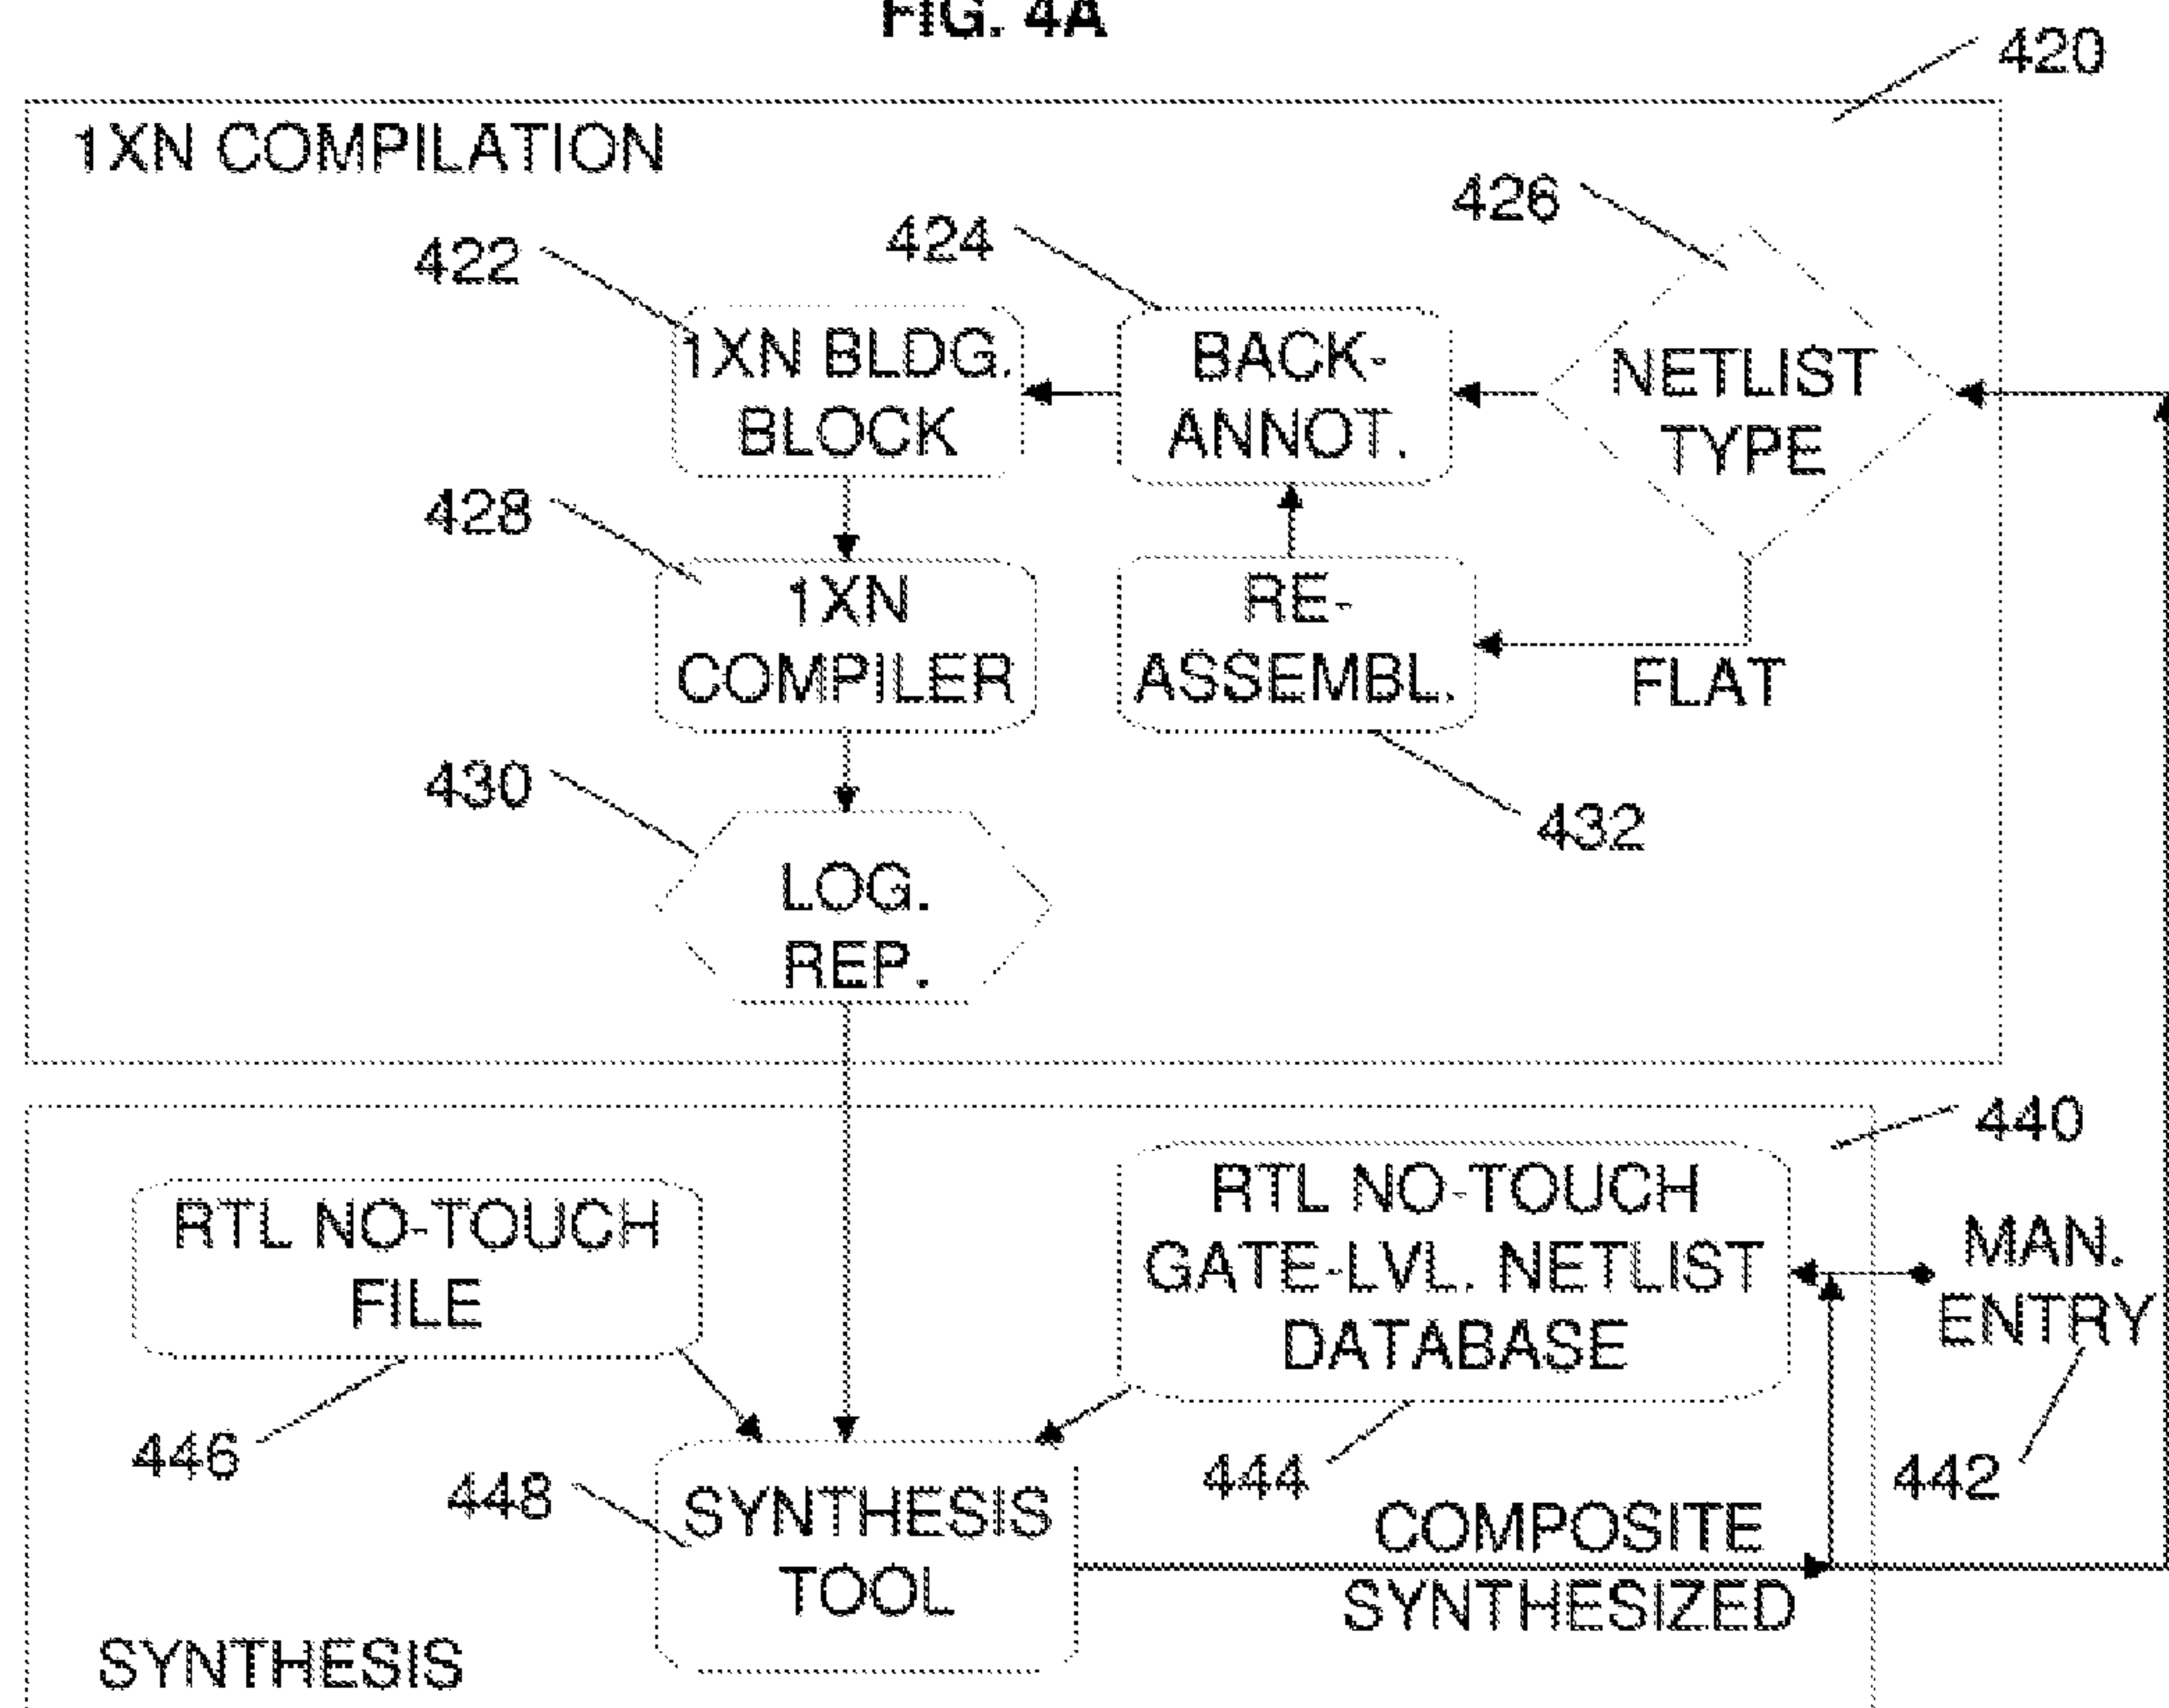 FIG. 4A
420
1XN COMPILATION
426
424
422
1XN BLDG.
BLOCK
BACK-
ANNOT.
NETLIST
TYPE
428
1XN
COMPILER
RE-
ASSEMBL.
FLAT
430
432
LOG.
REP.
440
RTL NO-TOUCH
FILE
RTL NO-TOUCH
GATE-LVL. NETLIST
DATABASE
MAN.
ENTRY
446
448
444
442
SYNTHESIS
TOOL
COMPOSITE
SYNTHESIZED
SYNTHESIS